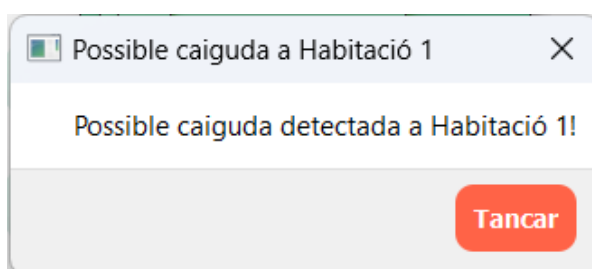 Possible caiguda a Habitació 1
Possible caiguda detectada a Habitació 1!
Tancar